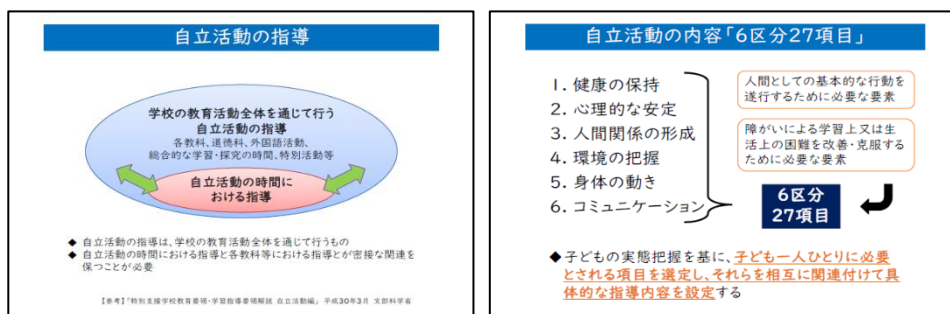 自立活動の指導
学校の教育活動全体を通じて行う
自立活動の指導
各教科、道徳科、外国語活動、
総合的な学習・探究の時間、特別活動等
自立活動の時間に
おける指導
◆ 自立活動の指導は、学校の教育活動全体を通じて行うもの
◆ 自立活動の時間における指導と各教科等における指導とが密接な関連を
保つことが必要
【参考】「特別支援学校教育要領・学習指導要領解説 自立活動編」 平成30年3月 文部科学省
自立活動の内容「6区分27項目」
1. 健康の保持
2. 心理的な安定
3. 人間関係の形成
4. 環境の把握
5. 身体の動き
6. コミュニケーション
人間としての基本的な行動を
遂行するために必要な要素
障がいによる学習上又は生
活上の困難を改善・克服する
ために必要な要素
6区分
27項目
◆子どもの実態把握を基に、子ども一人ひとりに必要
とされる項目を選定し、それらを相互に関連付けて具
体的な指導内容を設定する